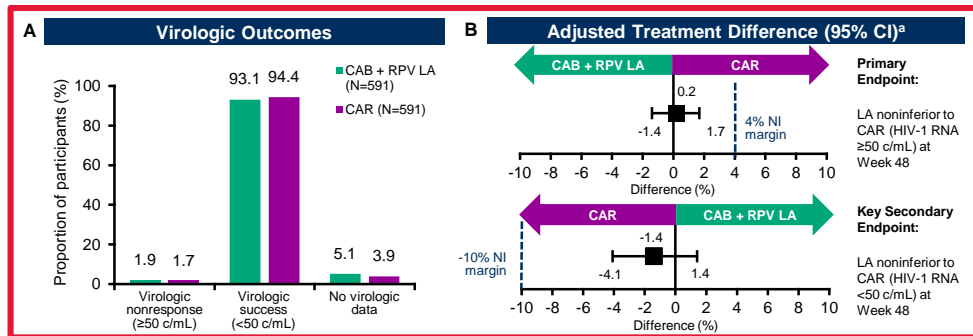 A
Virologic Outcomes
Proportion of participants (%)
100
80
60
40
20
0
1.9
1.7
93.1
94.4
5.1
3.9
CAB + RPV LA
(N=591)
CAR (N=591)
Virologic
nonresponse
(≥50 c/mL)
Virologic
success
(<50 c/mL)
No virologic
data
B
Adjusted Treatment Difference (95% CI)ᵃ
CAB + RPV LA
CAR
0.2
-1.4
1.7
4% NI
margin
-10 -8 -6 -4 -2 0 2 4 6 8 10
Difference (%)
Primary
Endpoint:
LA noninferior to
CAR (HIV-1 RNA
≥50 c/mL) at
Week 48
CAR
CAB + RPV LA
-10% NI
margin
-1.4
-4.1
1.4
-10 -8 -6 -4 -2 0 2 4 6 8 10
Difference (%)
Key Secondary
Endpoint:
LA noninferior to
CAR (HIV-1 RNA
<50 c/mL) at
Week 48